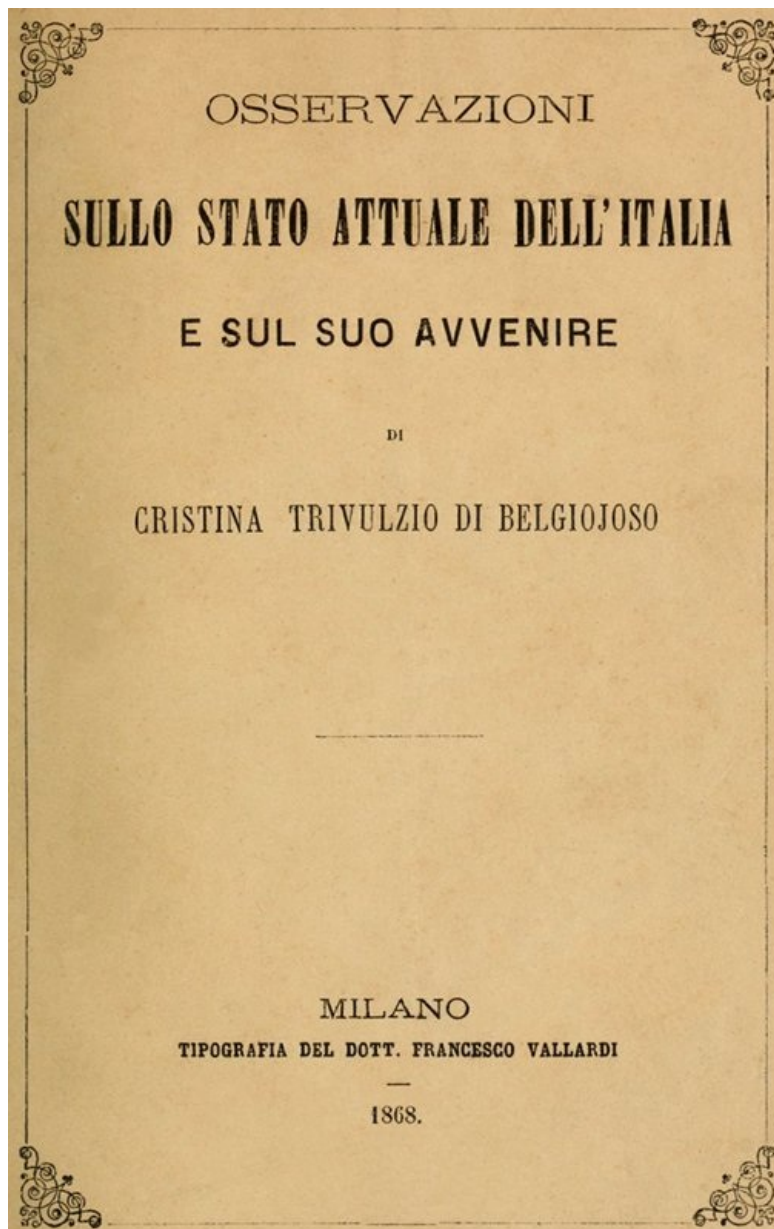 OSSERVAZIONI
SULLO STATO ATTUALE DELL'ITALIA
E SUL SUO AVVENIRE
DI
CRISTINA TRIVULZIO DI BELGIOJOSO
MILANO
TIPOGRAFIA DEL DOTT. FRANCESCO VALLARDI
1868.